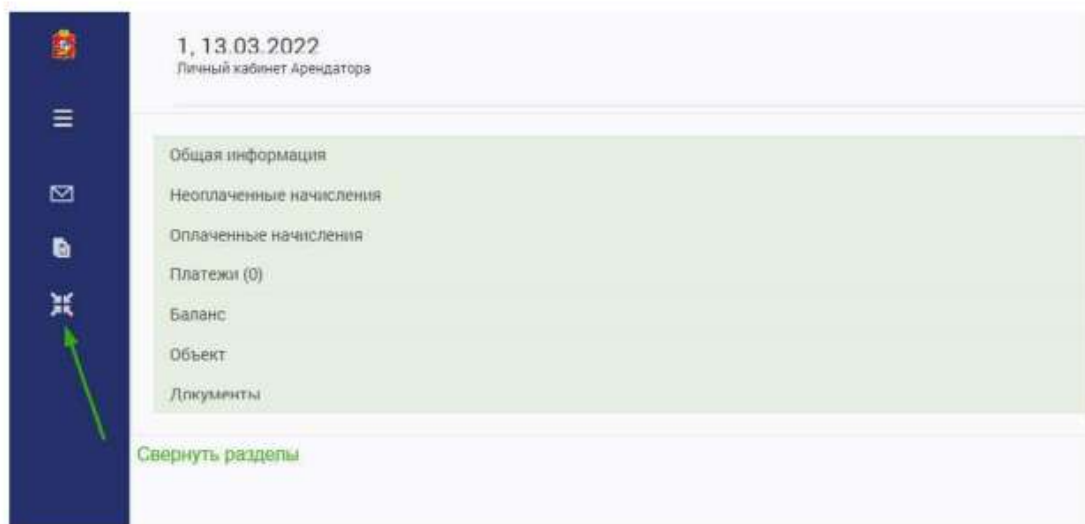 1, 13.03.2022
Личный кабинет Арендатора
Общая информация
Неоплаченные начисления
Оплаченные начисления
Платежи (0)
Баланс
Объект
Документы
Свернуть разделы